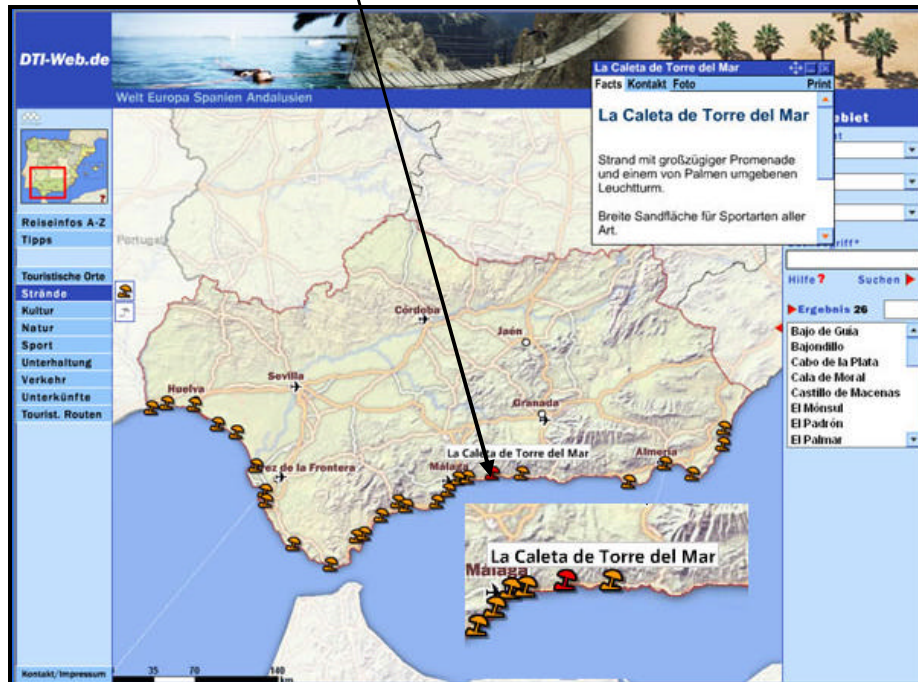 DTI-Web.de
Welt Europa Spanien Andalusien
La Caleta de Torre del Mar
Facts Kontakt Foto Print
La Caleta de Torre del Mar
Strand mit großzügiger Promenade
und einem von Palmen umgebenen
Leuchtturm.
Breite Sandfläche für Sportarten aller
Art.
?
Reiseinfos A-Z
Tipps
Touristische Orte
Strände
Kultur
Natur
Sport
Unterhaltung
Verkehr
Unterkünfte
Tourist. Routen
Kontakt/Impressum
Portugal
Córdoba
Jaén
Sevilla
Huelva
Granada
La Caleta de Torre del Mar
Málaga
Almería
rez de la Frontera
La Caleta de Torre del Mar
Málaga
35 70 140
km
ebiet
Hilfe? Suchen
Ergebnis 26
Bajo de Guía
Bajondillo
Cabo de la Plata
Cala de Moral
Castillo de Macenas
El Mónsul
El Padrón
El Palmar